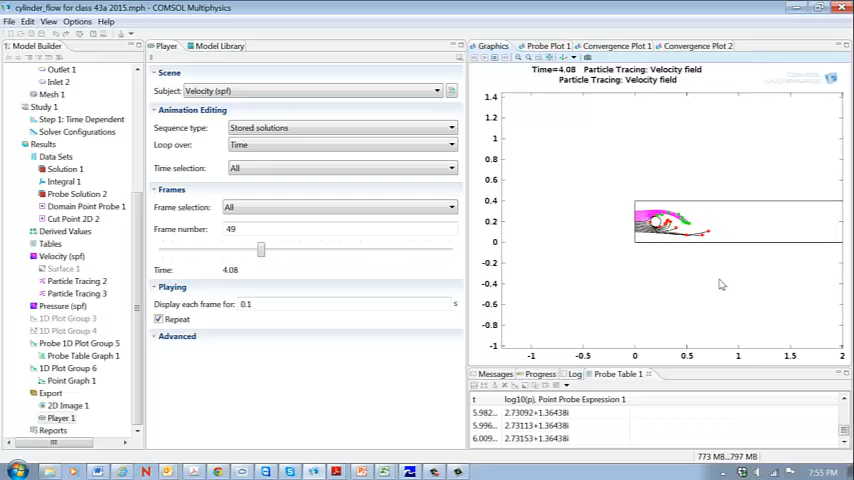 cylinder_flow for class 43a 2015.mph - COMSOL Multiphysics
File Edit View Options Help
Model Builder
Outlet 1
Inlet 2
Mesh 1
Study 1
Step 1: Time Dependent
Solver Configurations
Results
Data Sets
Solution 1
Integral 1
Probe Solution 2
Domain Point Probe 1
Cut Point 2D 2
Derived Values
Tables
Velocity (spf)
Surface 1
Particle Tracing 2
Particle Tracing 3
Pressure (spf)
1D Plot Group 3
1D Plot Group 4
Probe 1D Plot Group 5
Probe Table Graph 1
1D Plot Group 6
Point Graph 1
Export
2D Image 1
Player 1
Reports
Player Model Library
Scene
Subject: Velocity (spf)
Animation Editing
Sequence type: Stored solutions
Loop over: Time
Time selection: All
Frames
Frame selection: All
Frame number: 49
Time: 4.08
Playing
Display each frame for: 0.1 s
Repeat
Advanced
Graphics Probe Plot 1 Convergence Plot 1 Convergence Plot 2
Time=4.08 Particle Tracing: Velocity field
Particle Tracing: Velocity field
COMSOL
1.4
1.2
1
0.8
0.6
0.4
0.2
0
-0.2
-0.4
-0.6
-0.8
-1
-1 -0.5 0 0.5 1 1.5 2
Messages Progress Log Probe Table 1
t log10(p), Point Probe Expression 1
5.982... 2.73092+1.36438i
5.996... 2.73113+1.36438i
6.009... 2.73153+1.36438i
773 MB...797 MB
7:55 PM